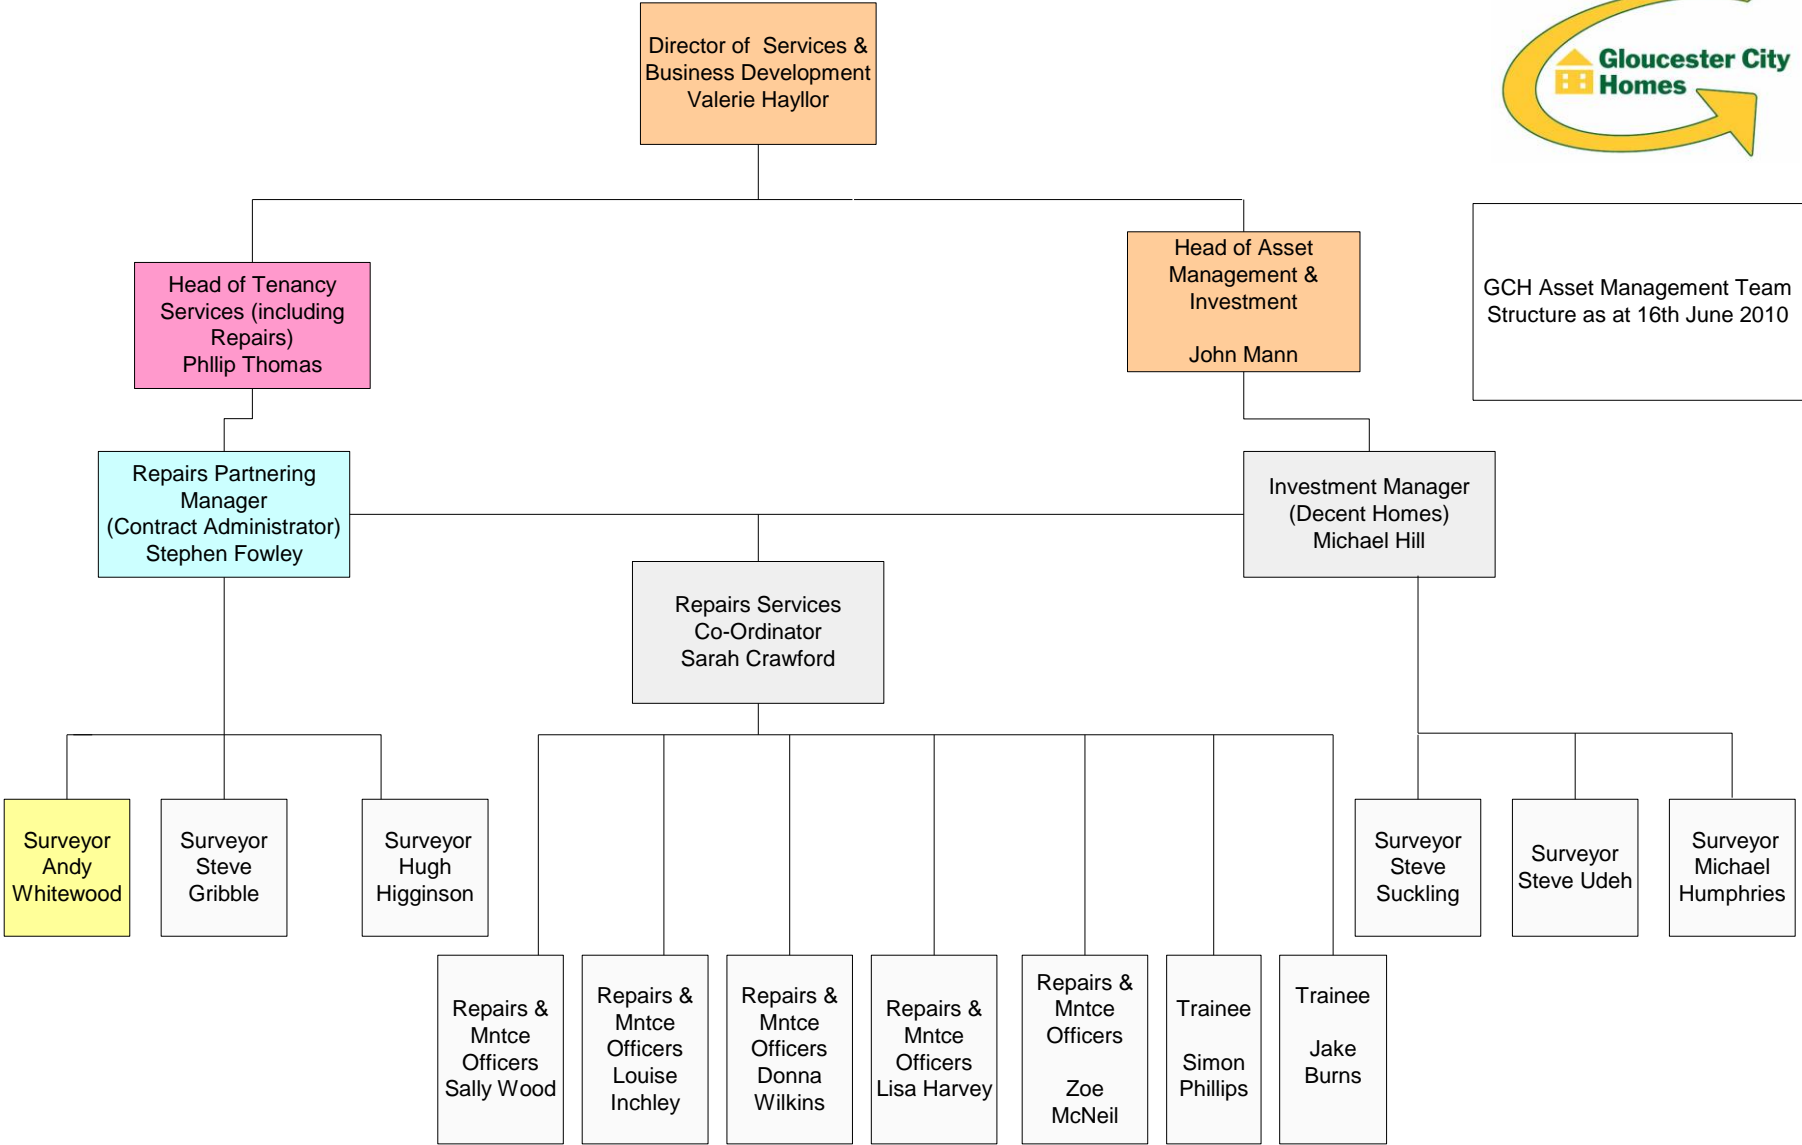 Director of Services &
Business Development
Valerie Hayllor
Gloucester City
Homes
Head of Tenancy
Services (including
Repairs)
Phllip Thomas
Head of Asset
Management &
Investment
John Mann
GCH Asset Management Team
Structure as at 16th June 2010
Repairs Partnering
Manager
(Contract Administrator)
Stephen Fowley
Investment Manager
(Decent Homes)
Michael Hill
Repairs Services
Co-Ordinator
Sarah Crawford
Surveyor
Andy
Whitewood
Surveyor
Steve
Gribble
Surveyor
Hugh
Higginson
Surveyor
Steve
Suckling
Surveyor
Steve Udeh
Surveyor
Michael
Humphries
Repairs &
Mntce
Officers
Sally Wood
Repairs &
Mntce
Officers
Louise
Inchley
Repairs &
Mntce
Officers
Donna
Wilkins
Repairs &
Mntce
Officers
Lisa Harvey
Repairs &
Mntce
Officers
Zoe
McNeil
Trainee
Simon
Phillips
Trainee
Jake
Burns